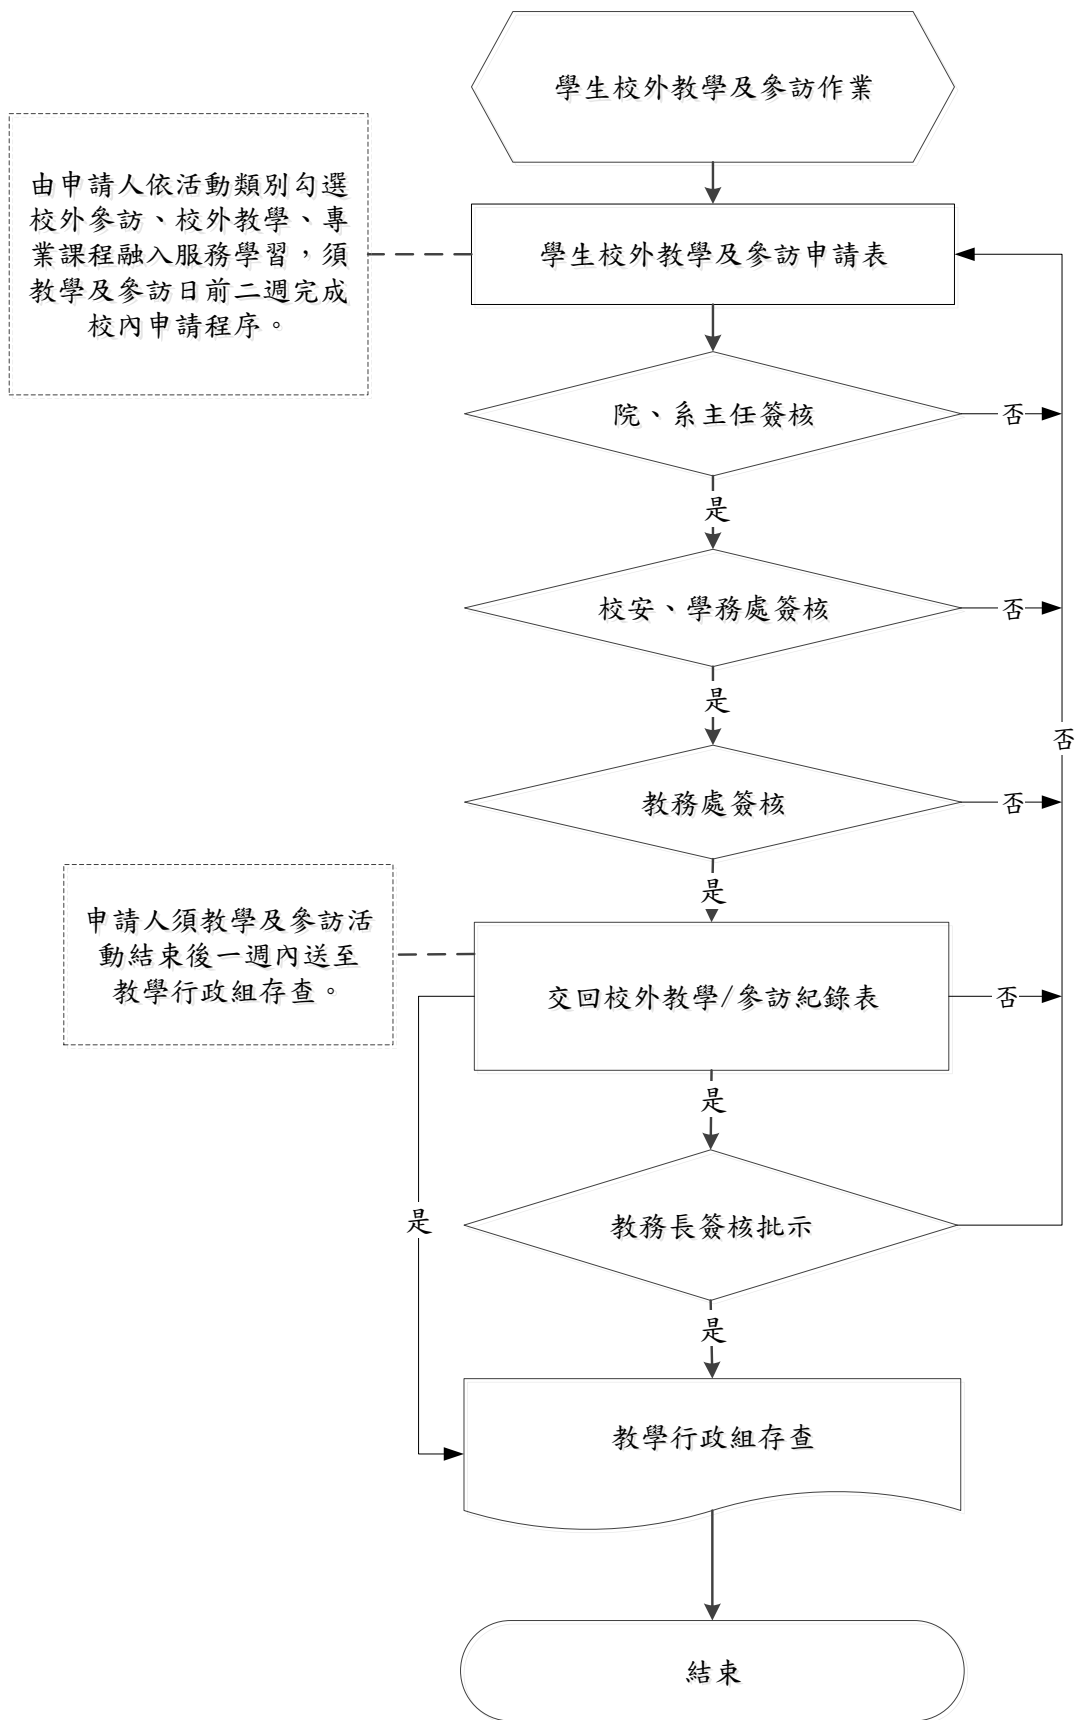 學生校外教學及參訪作業
由申請人依活動類別勾選
校外參訪、校外教學、專
業課程融入服務學習，須
教學及參訪日前二週完成
校內申請程序。
學生校外教學及參訪申請表
院、系主任簽核
否
是
校安、學務處簽核
否
是
否
教務處簽核
否
是
申請人須教學及參訪活
動結束後一週內送至
教學行政組存查。
交回校外教學/參訪紀錄表
否
是
是
教務長簽核批示
是
教學行政組存查
結束